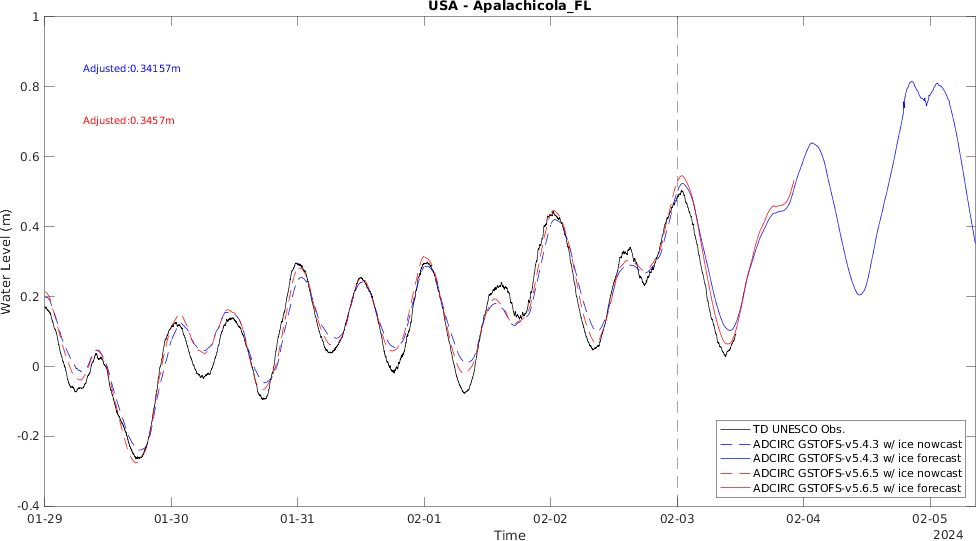 USA - Apalachicola_FL
1
0.8
0.6
0.4
0.2
0
-0.2
-0.4
Water Level (m)
Adjusted:0.34157m
Adjusted:0.3457m
TD UNESCO Obs.
ADCIRC GSTOFS-v5.4.3 w/ ice nowcast
ADCIRC GSTOFS-v5.4.3 w/ ice forecast
ADCIRC GSTOFS-v5.6.5 w/ ice nowcast
ADCIRC GSTOFS-v5.6.5 w/ ice forecast
01-29 01-30 01-31 02-01 02-02 02-03 02-04 02-05
Time
2024